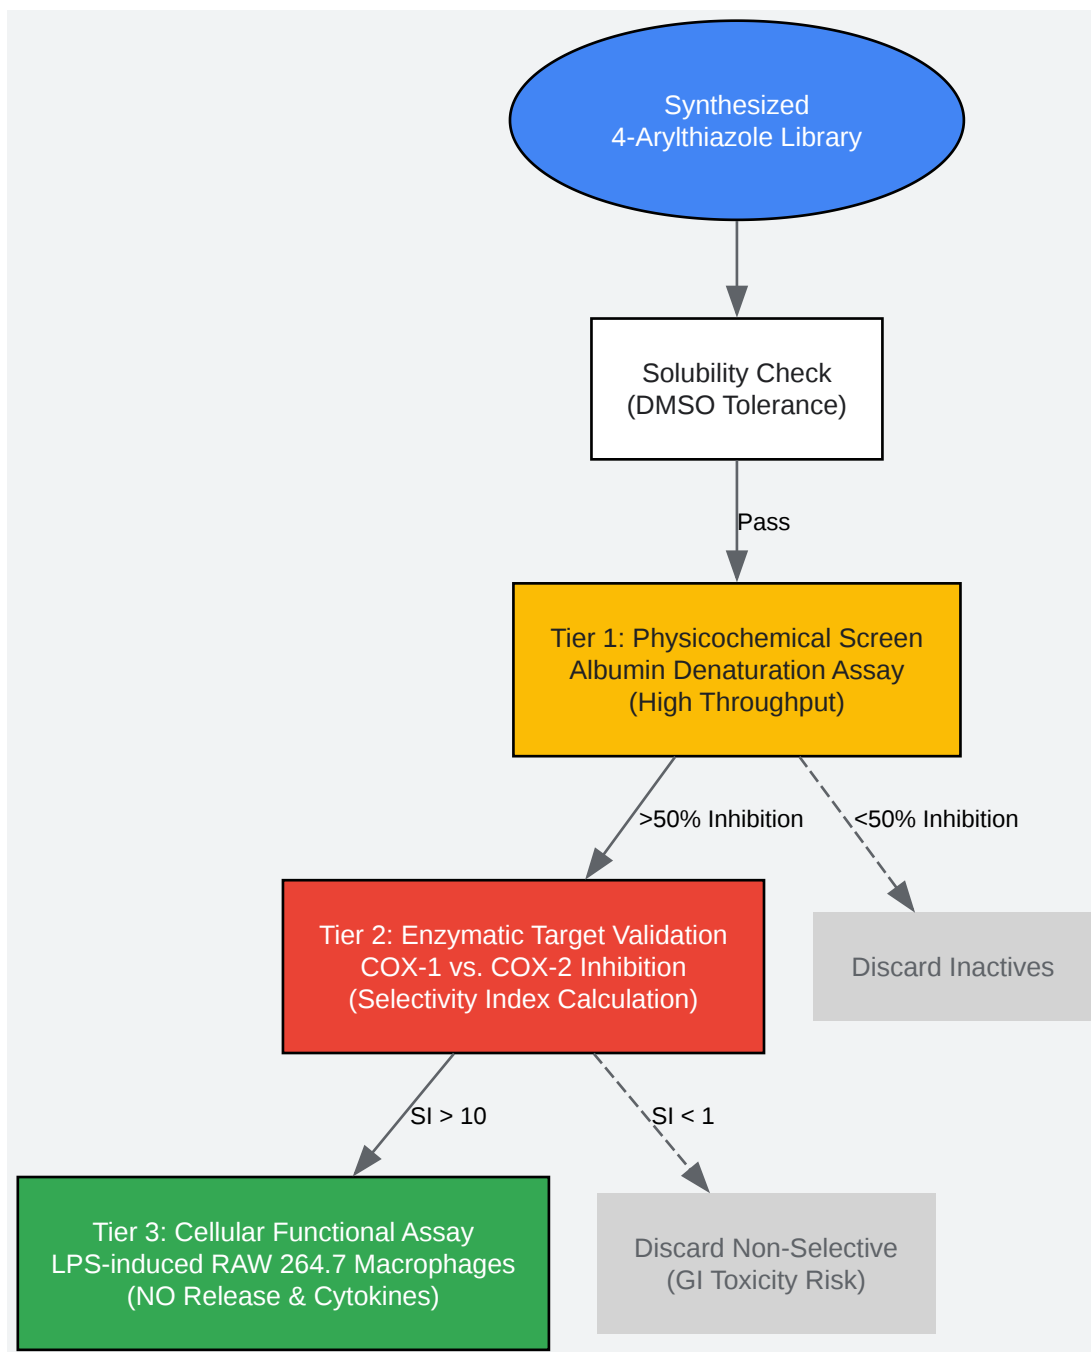 Synthesized
4-Arylthiazole Library
Solubility Check
(DMSO Tolerance)
Pass
Tier 1: Physicochemical Screen
Albumin Denaturation Assay
(High Throughput)
>50% Inhibition
<50% Inhibition
Tier 2: Enzymatic Target Validation
COX-1 vs. COX-2 Inhibition
(Selectivity Index Calculation)
Discard Inactives
SI > 10
SI < 1
Tier 3: Cellular Functional Assay
LPS-induced RAW 264.7 Macrophages
(NO Release & Cytokines)
Discard Non-Selective
(GI Toxicity Risk)